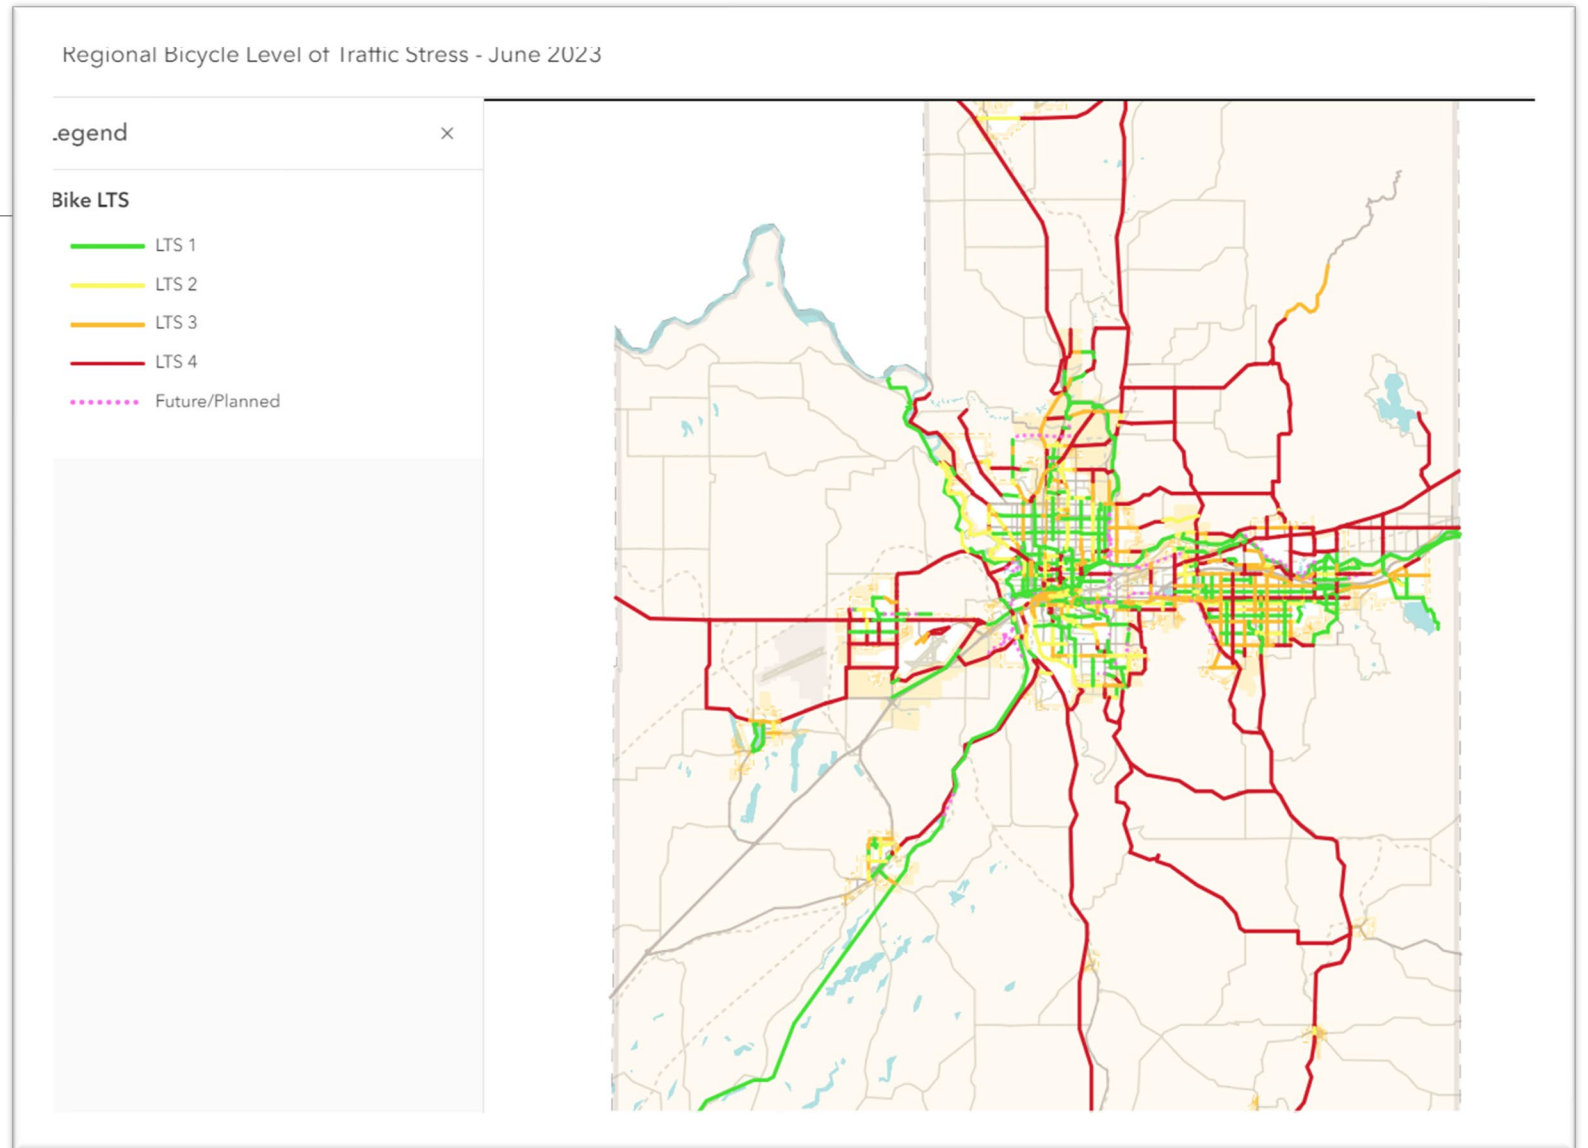 Regional Bicycle Level of Traffic Stress - June 2023
Legend
Bike LTS
LTS 1
LTS 2
LTS 3
LTS 4
Future/Planned